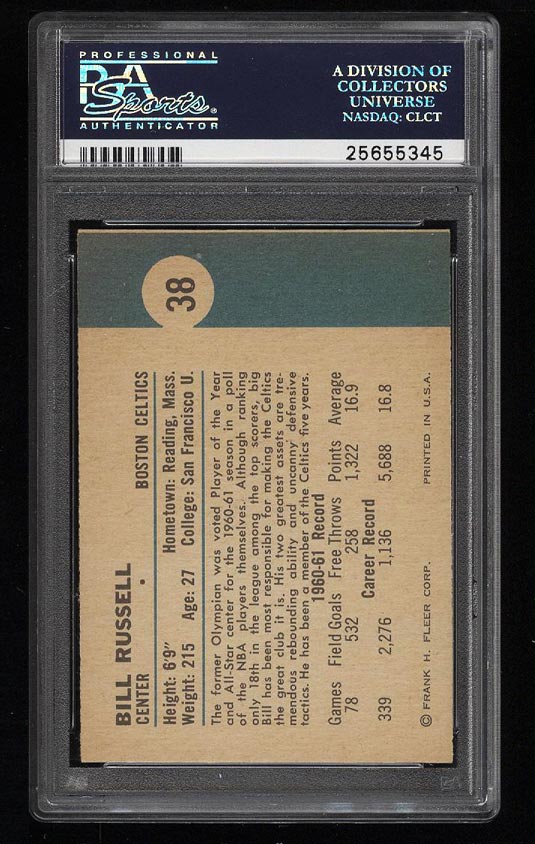 PROFESSIONAL
PSA
Sports
AUTHENTICATOR
A DIVISION OF
COLLECTORS
UNIVERSE
NASDAQ: CLCT
25655345
38
BILL RUSSELL
CENTER • BOSTON CELTICS
Height: 6'9" Hometown: Reading, Mass.
Weight: 215 Age: 27 College: San Francisco U.
The former Olympian was voted Player of the Year
and All-Star center for the 1960-61 season in a poll
of the NBA players themselves. Although ranking
only 18th in the league among the top scorers, big
Bill has been most responsible for making the Celtics
the great club it is. His two greatest assets are tre-
mendous rebounding ability and uncanny defensive
tactics. He has been a member of the Celtics five years.
1960-61 Record
Games Field Goals Free Throws Points Average
78 532 258 1,322 16.9
Career Record
339 2,276 1,136 5,688 16.8
© FRANK H. FLEER CORP. PRINTED IN U.S.A.